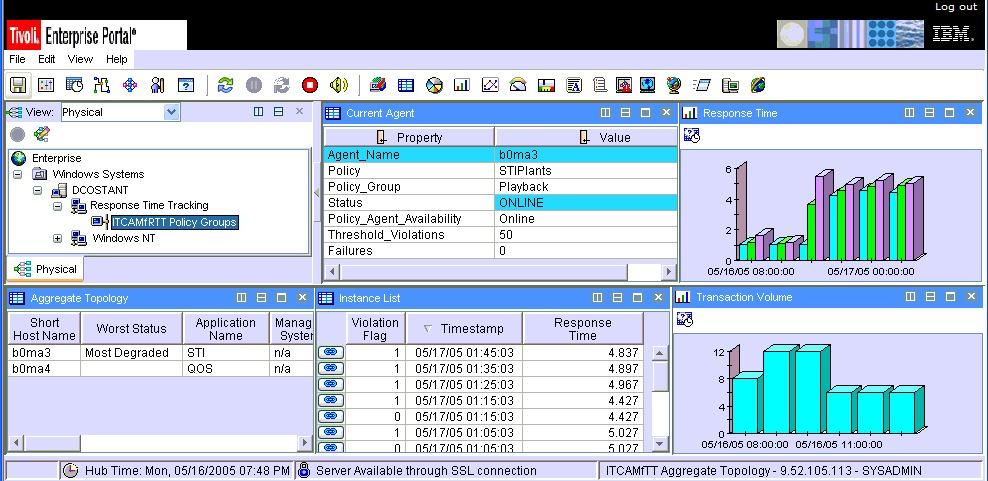 Log out
Tivoli. Enterprise Portal®
IBM.
File Edit View Help
View: Physical
Enterprise
Windows Systems
DCOSTANT
Response Time Tracking
ITCAMfRTT Policy Groups
Windows NT
Physical
Current Agent
Property Value
Agent_Name b0ma3
Policy STIPlants
Policy_Group Playback
Status ONLINE
Policy_Agent_Availability Online
Threshold_Violations 50
Failures 0
Response Time
6
4
2
0
05/16/05 08:00:00 05/17/05 00:00:00
Aggregate Topology
Short Host Name Worst Status Application Name Manag Syster
b0ma3 Most Degraded STI n/a
b0ma4 QOS n/a
Instance List
Violation Flag Timestamp Response Time
1 05/17/05 01:45:03 4.837
1 05/17/05 01:35:03 4.897
1 05/17/05 01:25:03 4.967
1 05/17/05 01:15:03 4.427
0 05/17/05 01:15:03 4.427
1 05/17/05 01:05:03 5.027
0 05/17/05 01:05:03 5.027
Transaction Volume
12
8
4
0
05/16/05 08:00:00 05/16/05 11:00:00
Hub Time: Mon, 05/16/2005 07:48 PM
Server Available through SSL connection
ITCAMfTT Aggregate Topology - 9.52.105.113 - SYSADMIN